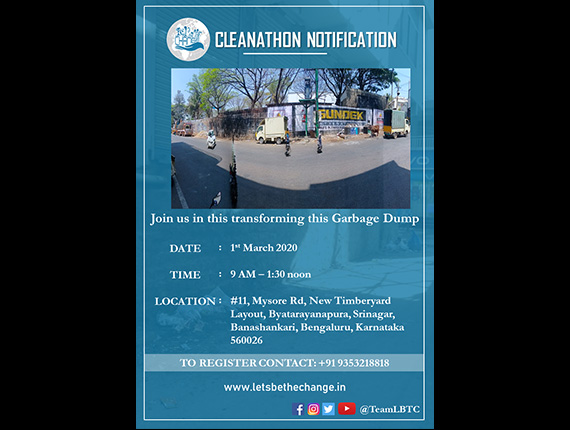 CLEANATHON NOTIFICATION
SUNDEK
Join us in this transforming this Garbage Dump
DATE : 1st March 2020
TIME : 9 AM – 1:30 noon
LOCATION : #11, Mysore Rd, New Timberyard
Layout, Byatarayanapura, Srinagar,
Banashankari, Bengaluru, Karnataka
560026
TO REGISTER CONTACT: +91 9353218818
www.letsbethechange.in
@TeamLBTC